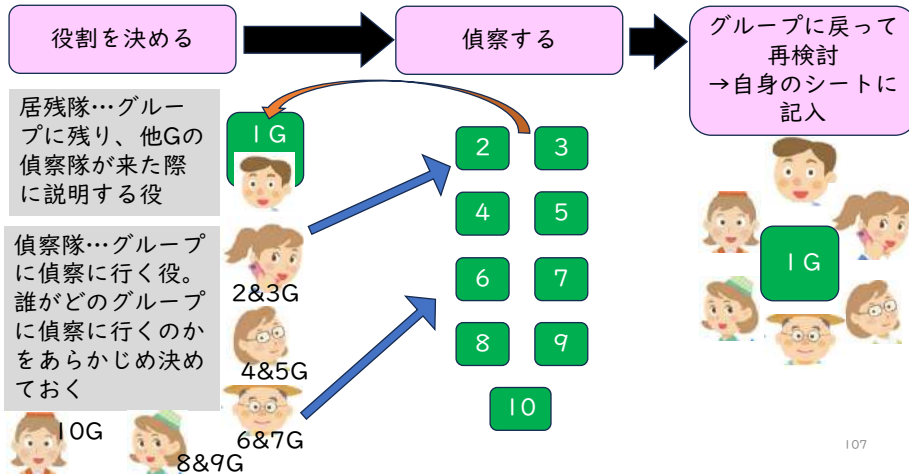 役割を決める
偵察する
グループに戻って
再検討
→自身のシートに
記入
居残隊…グルー
プに残り、他Gの
偵察隊が来た際
に説明する役
1G
偵察隊…グループ
に偵察に行く役。
誰がどのグループ
に偵察に行くのか
をあらかじめ決め
ておく
2&3G
4&5G
6&7G
8&9G
10G
2
3
4
5
6
7
8
9
10
1G
107